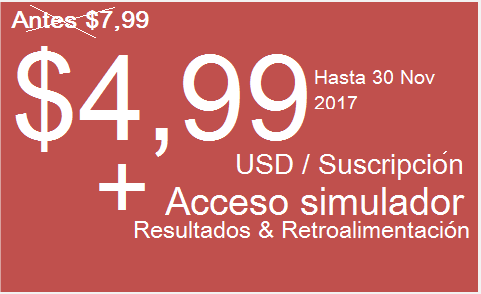 Antes $7,99
$4,99
Hasta 30 Nov
2017
USD / Suscripción
+
Acceso simulador
Resultados & Retroalimentación